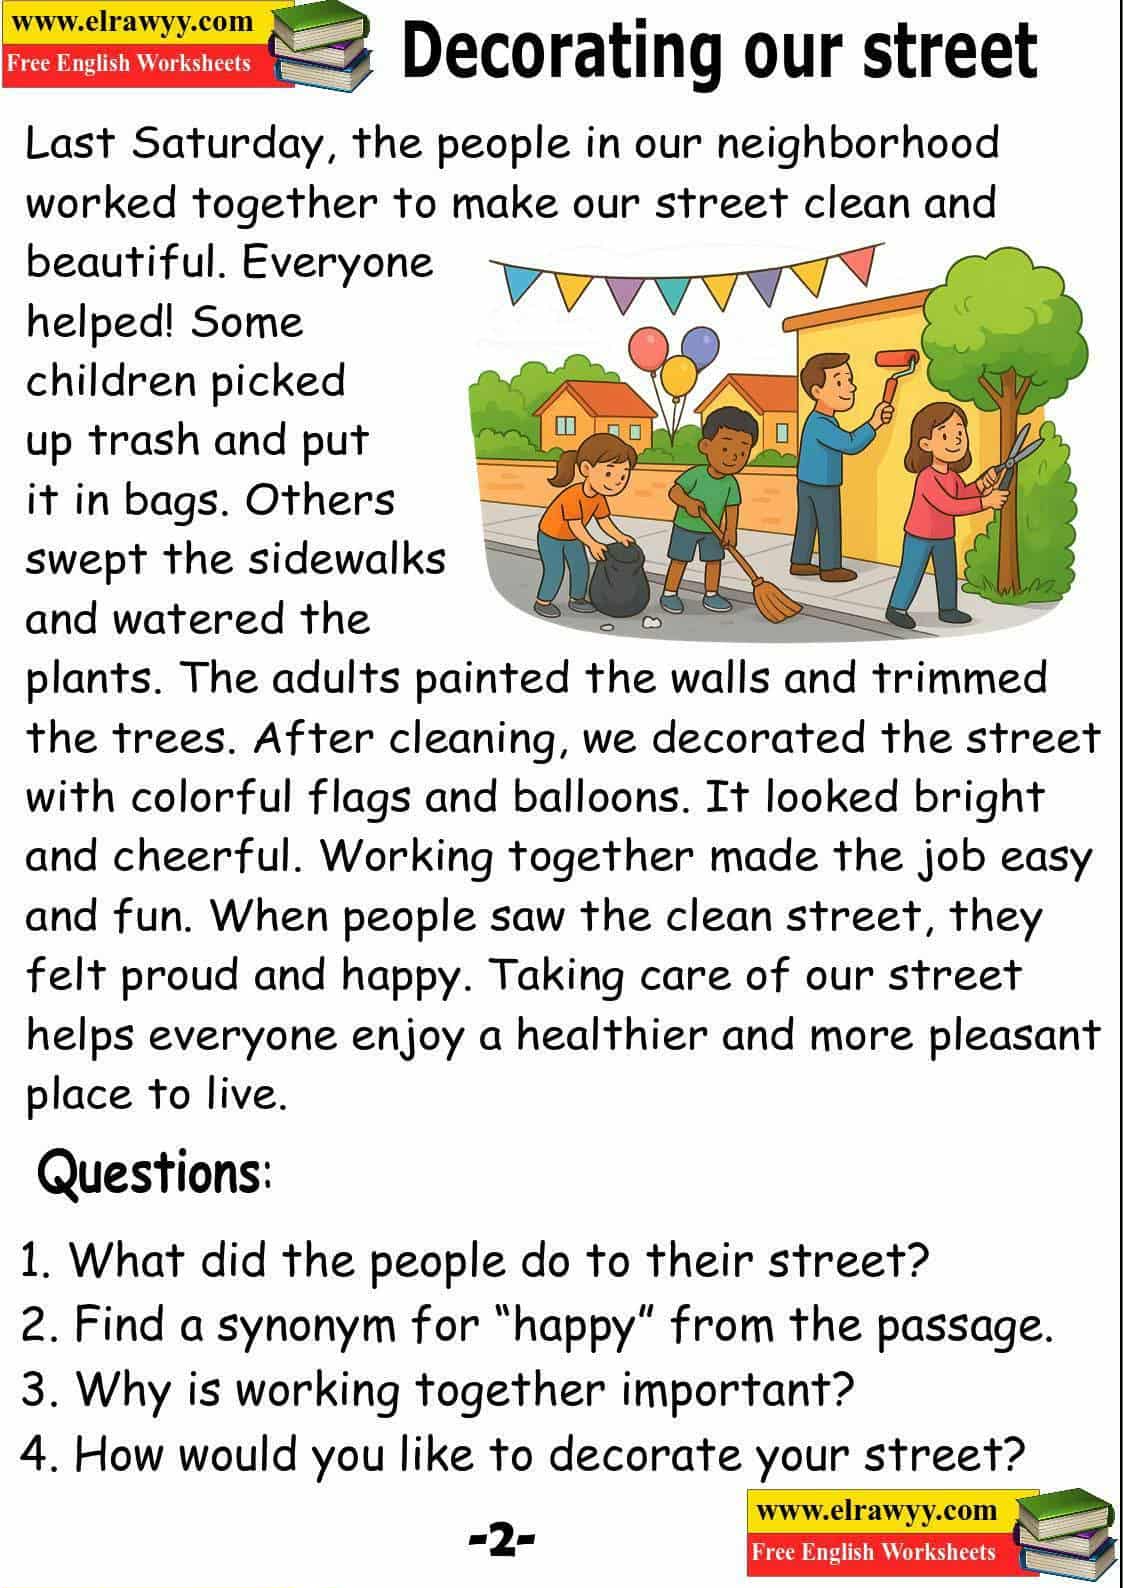 www.elrawyy.com
Free English Worksheets
Decorating our street
Last Saturday, the people in our neighborhood
worked together to make our street clean and
beautiful. Everyone
helped! Some
children picked
up trash and put
it in bags. Others
swept the sidewalks
and watered the
plants. The adults painted the walls and trimmed
the trees. After cleaning, we decorated the street
with colorful flags and balloons. It looked bright
and cheerful. Working together made the job easy
and fun. When people saw the clean street, they
felt proud and happy. Taking care of our street
helps everyone enjoy a healthier and more pleasant
place to live.
Questions:
1. What did the people do to their street?
2. Find a synonym for “happy” from the passage.
3. Why is working together important?
4. How would you like to decorate your street?
-2-
www.elrawyy.com
Free English Worksheets